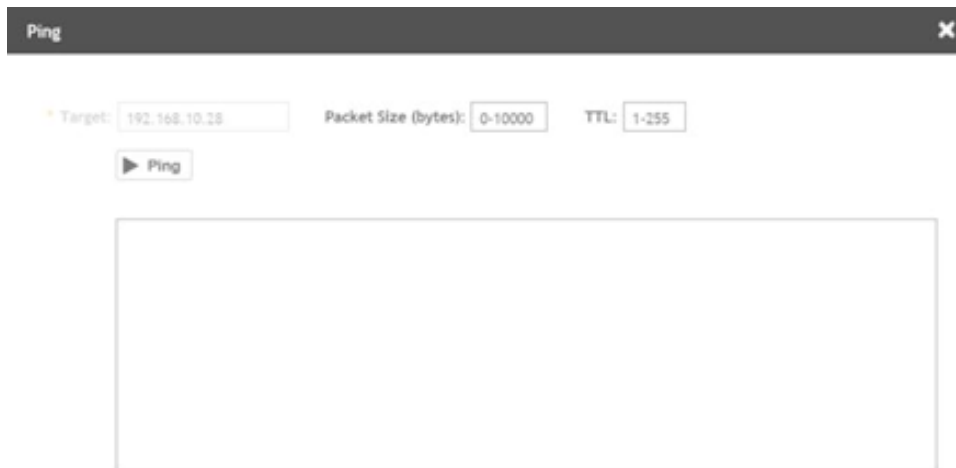 Ping
* Target: 192.168.10.28 Packet Size (bytes): 0-10000 TTL: 1-255
Ping